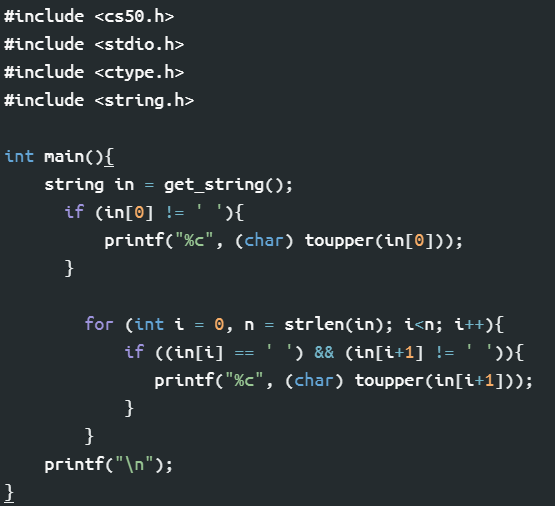 #include <cs50.h>
#include <stdio.h>
#include <ctype.h>
#include <string.h>

int main(){
    string in = get_string();
      if (in[0] != ' '){
          printf("%c", (char) toupper(in[0]));
      }

        for (int i = 0, n = strlen(in); i<n; i++){
            if ((in[i] == ' ') && (in[i+1] != ' ')){
               printf("%c", (char) toupper(in[i+1]));
            }
        }
    printf("\n");
}